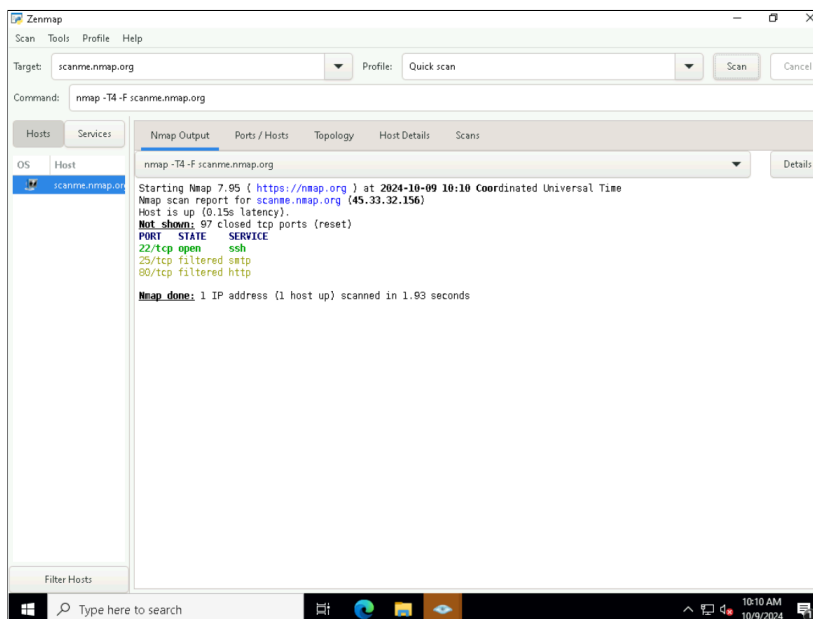 Zenmap
Scan Tools Profile Help
Target: scanme.nmap.org Profile: Quick scan Scan Cancel
Command: nmap -T4 -F scanme.nmap.org
Hosts Services Nmap Output Ports / Hosts Topology Host Details Scans
OS Host nmap -T4 -F scanme.nmap.org Details
scanme.nmap.or
Starting Nmap 7.95 ( https://nmap.org ) at 2024-10-09 10:10 Coordinated Universal Time
Nmap scan report for scanme.nmap.org (45.33.32.156)
Host is up (0.15s latency).
Not shown: 97 closed tcp ports (reset)
PORT STATE SERVICE
22/tcp open ssh
25/tcp filtered smtp
80/tcp filtered http
Nmap done: 1 IP address (1 host up) scanned in 1.93 seconds
Filter Hosts
Type here to search
10:10 AM
10/9/2024